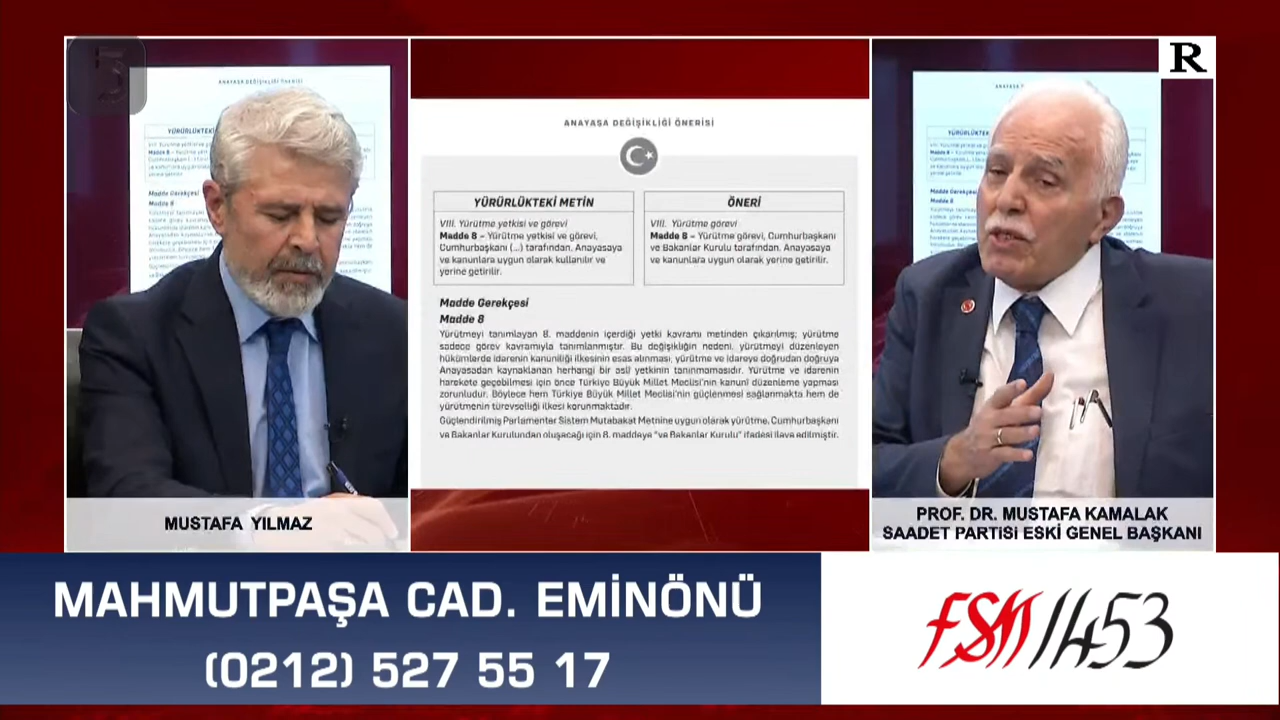 R
ANAYASA DEĞİŞİKLİĞİ ÖNERİSİ
YÜRÜRLÜKTEKİ METİN
VIII. Yürütme yetkisi ve görevi
Madde 8 – Yürütme yetkisi ve görevi,
Cumhurbaşkanı (...) tarafından, Anayasaya
ve kanunlara uygun olarak kullanılır ve
yerine getirilir.
ÖNERİ
VIII. Yürütme görevi
Madde 8 – Yürütme görevi, Cumhurbaşkanı
ve Bakanlar Kurulu tarafından, Anayasaya
ve kanunlara uygun olarak yerine getirilir.
Madde Gerekçesi
Madde 8
Yürütmeyi tanımlayan 8. maddenin içerdiği yetki kavramı metinden çıkarılmış; yürütme
sadece görev kavramıyla tanımlanmıştır. Bu değişikliğin nedeni, yürütmeyi düzenleyen
hükümlerde idarenin kanuniliği ilkesinin esas alınması, yürütme ve idareye doğrudan doğruya
Anayasadan kaynaklanan herhangi bir asli yetkinin tanınmamasıdır. Yürütme ve idarenin
harekete geçebilmesi için önce Türkiye Büyük Millet Meclisi'nin kanuni düzenleme yapması
zorunludur. Böylece hem Türkiye Büyük Millet Meclisi'nin güçlenmesi sağlanmakta hem de
yürütmenin türevselliği ilkesi korunmaktadır.
Güçlendirilmiş Parlamenter Sistem Mutabakat Metnine uygun olarak yürütme, Cumhurbaşkanı
ve Bakanlar Kurulundan oluşacağı için 8. maddeye "ve Bakanlar Kurulu" ifadesi ilave edilmiştir.
MUSTAFA YILMAZ
PROF. DR. MUSTAFA KAMALAK
SAADET PARTİSİ ESKİ GENEL BAŞKANI
MAHMUTPAŞA CAD. EMİNÖNÜ
(0212) 527 55 17
FSM 1453